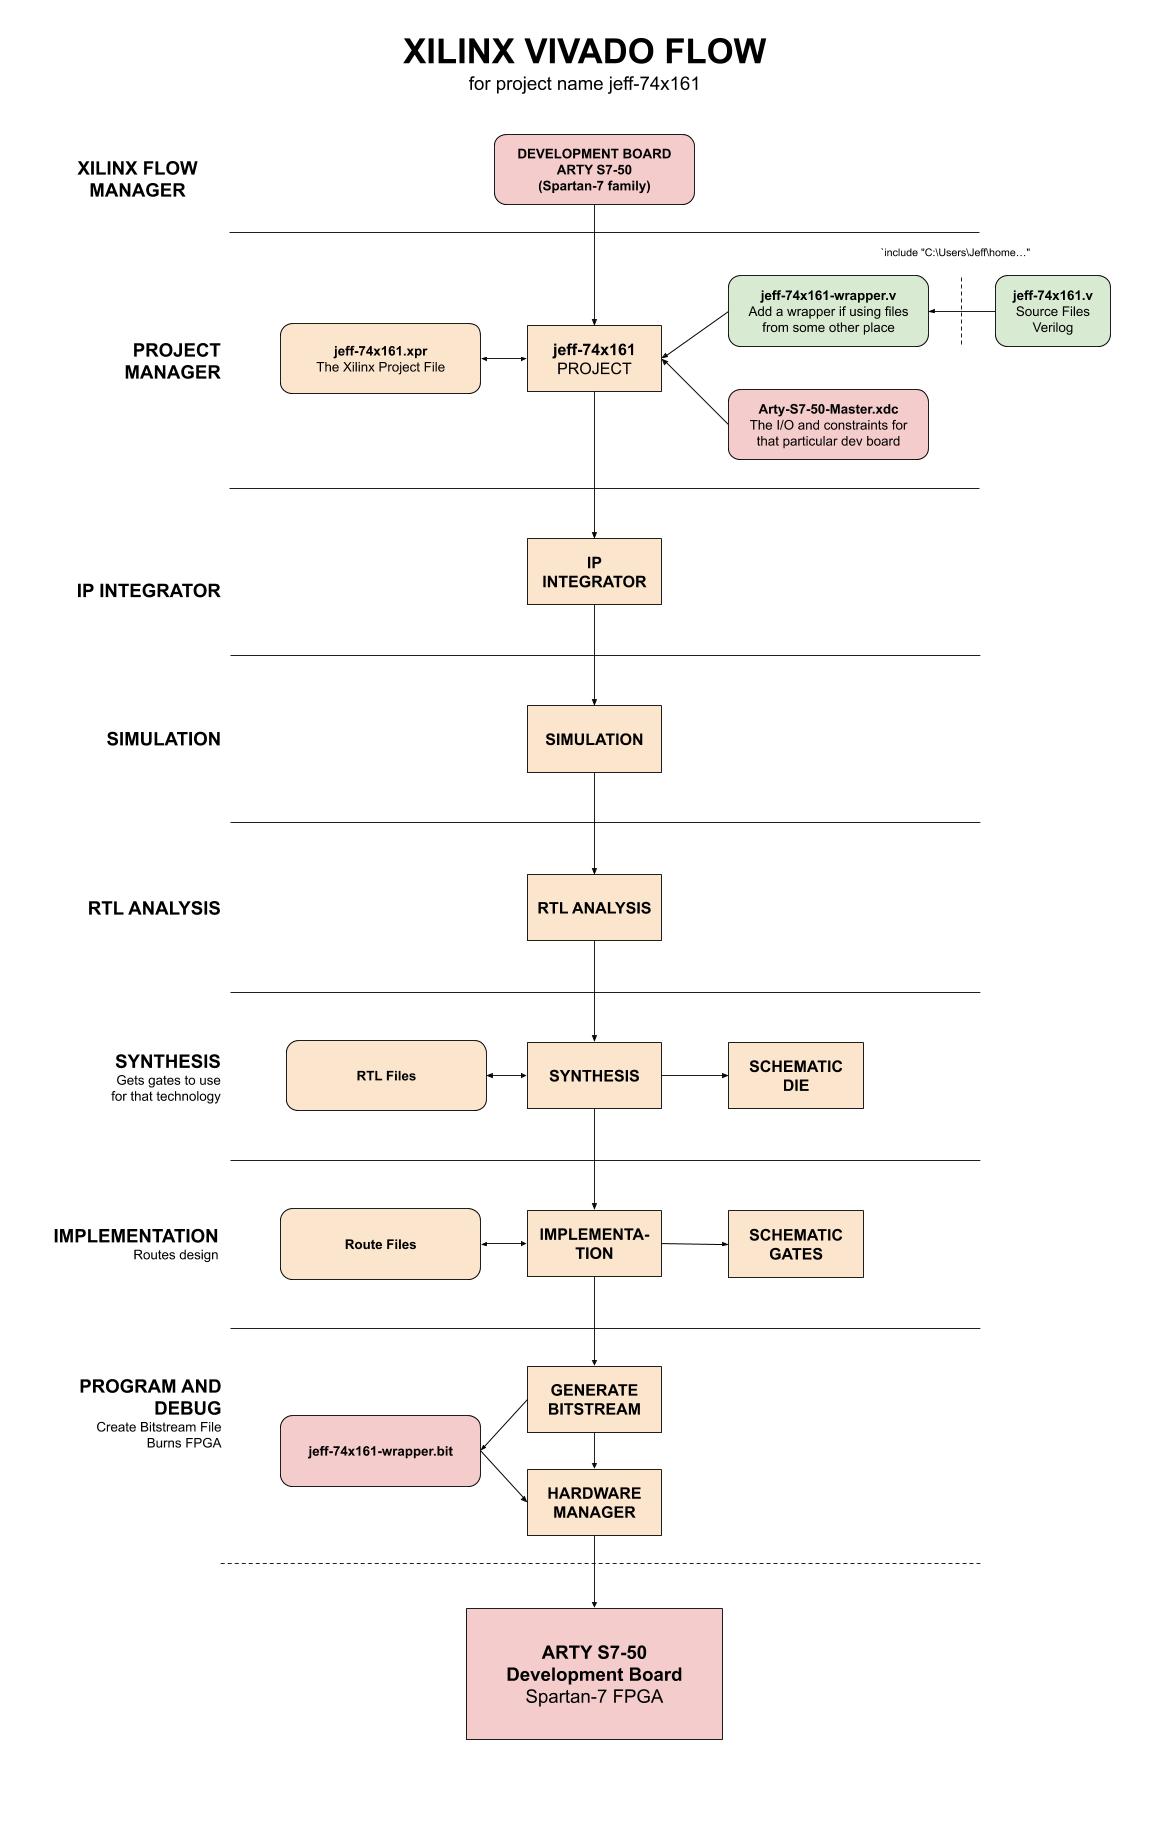 XILINX VIVADO FLOW
for project name jeff-74x161
XILINX FLOW
MANAGER
DEVELOPMENT BOARD
ARTY S7-50
(Spartan-7 family)
`include "C:\Users\Jeff\home…"
PROJECT
MANAGER
jeff-74x161.xpr
The Xilinx Project File
jeff-74x161
PROJECT
jeff-74x161-wrapper.v
Add a wrapper if using files
from some other place
jeff-74x161.v
Source Files
Verilog
Arty-S7-50-Master.xdc
The I/O and constraints for
that particular dev board
IP INTEGRATOR
IP
INTEGRATOR
SIMULATION
SIMULATION
RTL ANALYSIS
RTL ANALYSIS
SYNTHESIS
Gets gates to use
for that technology
RTL Files
SYNTHESIS
SCHEMATIC
DIE
IMPLEMENTATION
Routes design
Route Files
IMPLEMENTA-
TION
SCHEMATIC
GATES
PROGRAM AND
DEBUG
Create Bitstream File
Burns FPGA
GENERATE
BITSTREAM
jeff-74x161-wrapper.bit
HARDWARE
MANAGER
ARTY S7-50
Development Board
Spartan-7 FPGA